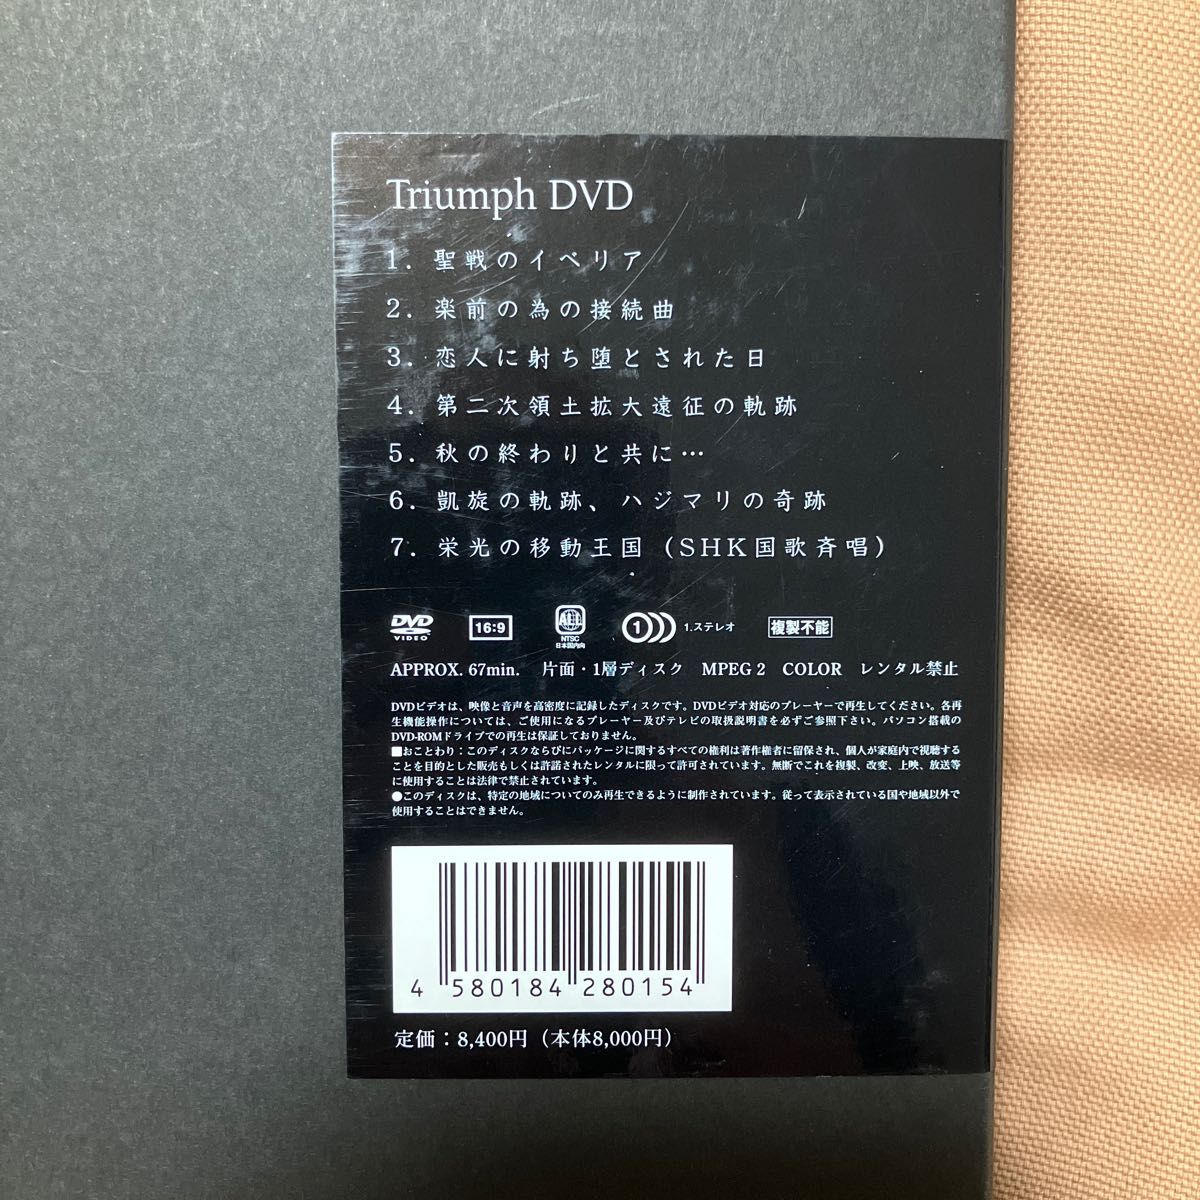 Triumph DVD
1. 聖戦のイベリア
2. 楽前の為の接続曲
3. 恋人に射ち堕とされた日
4. 第二次領土拡大遠征の軌跡
5. 秋の終わりと共に…
6. 凱旋の軌跡、ハジマリの奇跡
7. 栄光の移動王国（SHK国歌斉唱）
DVD VIDEO 16:9 ALL NTSC 日本国内向 1 1.ステレオ 複製不能
APPROX. 67min. 片面・1層ディスク MPEG 2 COLOR レンタル禁止
DVDビデオは、映像と音声を高密度に記録したディスクです。DVDビデオ対応のプレーヤーで再生してください。各再
生機能操作については、ご使用になるプレーヤー及びテレビの取扱説明書を必ずご参照下さい。パソコン搭載の
DVD-ROMドライブでの再生は保証しておりません。
■おことわり：このディスクならびにパッケージに関するすべての権利は著作権者に留保され、個人が家庭内で視聴する
ことを目的とした販売もしくは許諾されたレンタルに限って許可されています。無断でこれを複製、改変、上映、放送等
に使用することは法律で禁止されています。
●このディスクは、特定の地域についてのみ再生できるように制作されています。従って表示されている国や地域以外で
使用することはできません。
4 580184 280154
定価：8,400円（本体8,000円）